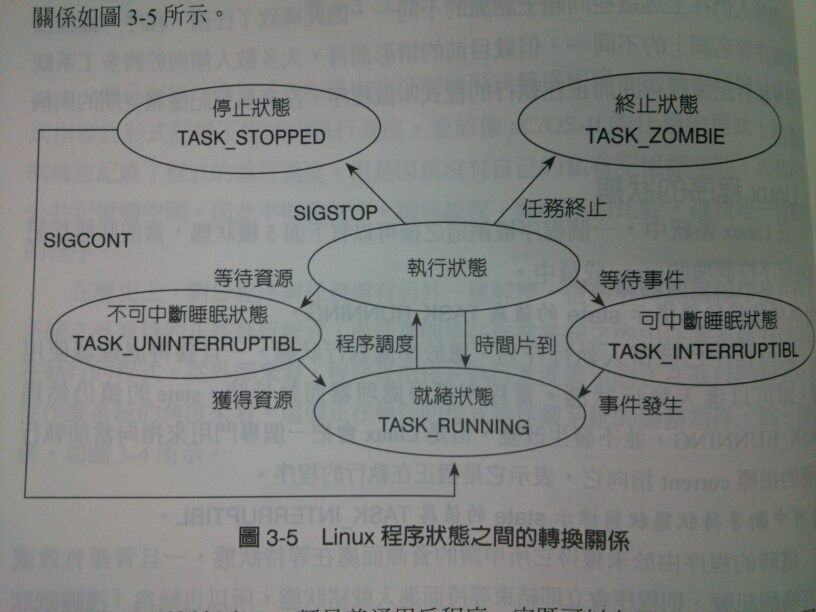 關係如圖 3-5 所示。
停止狀態
TASK_STOPPED
終止狀態
TASK_ZOMBIE
SIGSTOP
任務終止
SIGCONT
執行狀態
等待資源
等待事件
不可中斷睡眠狀態
TASK_UNINTERRUPTIBL
可中斷睡眠狀態
TASK_INTERRUPTIBL
程序調度
時間片到
獲得資源
就緒狀態
TASK_RUNNING
事件發生
圖 3-5 Linux 程序狀態之間的轉換關係